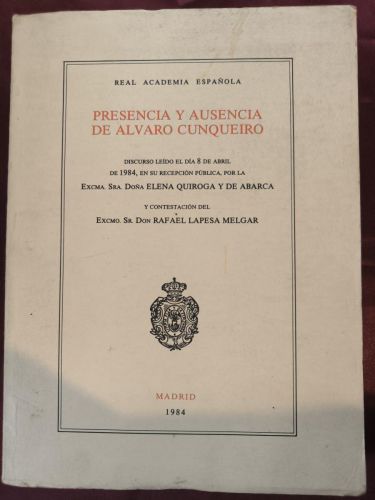 REAL ACADEMIA ESPAÑOLA
PRESENCIA Y AUSENCIA
DE ALVARO CUNQUEIRO
DISCURSO LEÍDO EL DÍA 8 DE ABRIL
DE 1984, EN SU RECEPCIÓN PÚBLICA, POR LA
EXCMA. SRA. DOÑA ELENA QUIROGA Y DE ABARCA
Y CONTESTACIÓN DEL
EXCMO. SR. DON RAFAEL LAPESA MELGAR
MADRID
1984